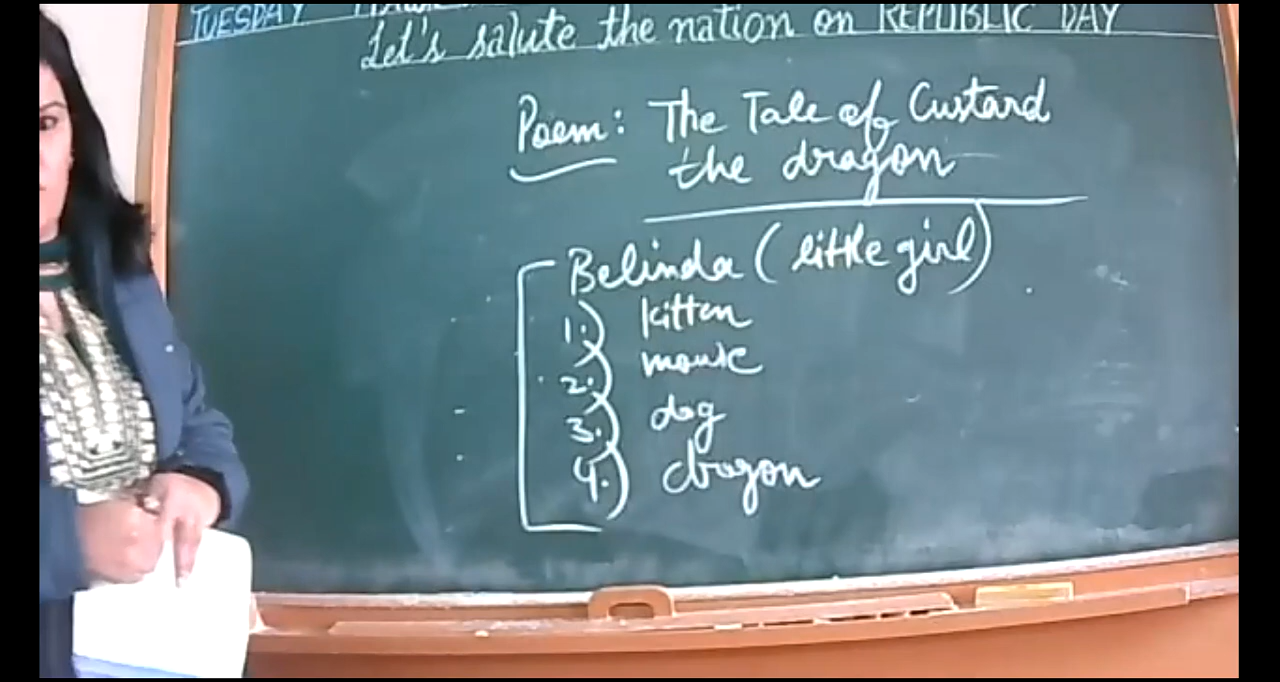 TUESDAY
Let's salute the nation on REPUBLIC DAY
Poem: The Tale of Custard
the dragon
Belinda (little girl)
1.) kitten
2.) mouse
3.) dog
4.) dragon